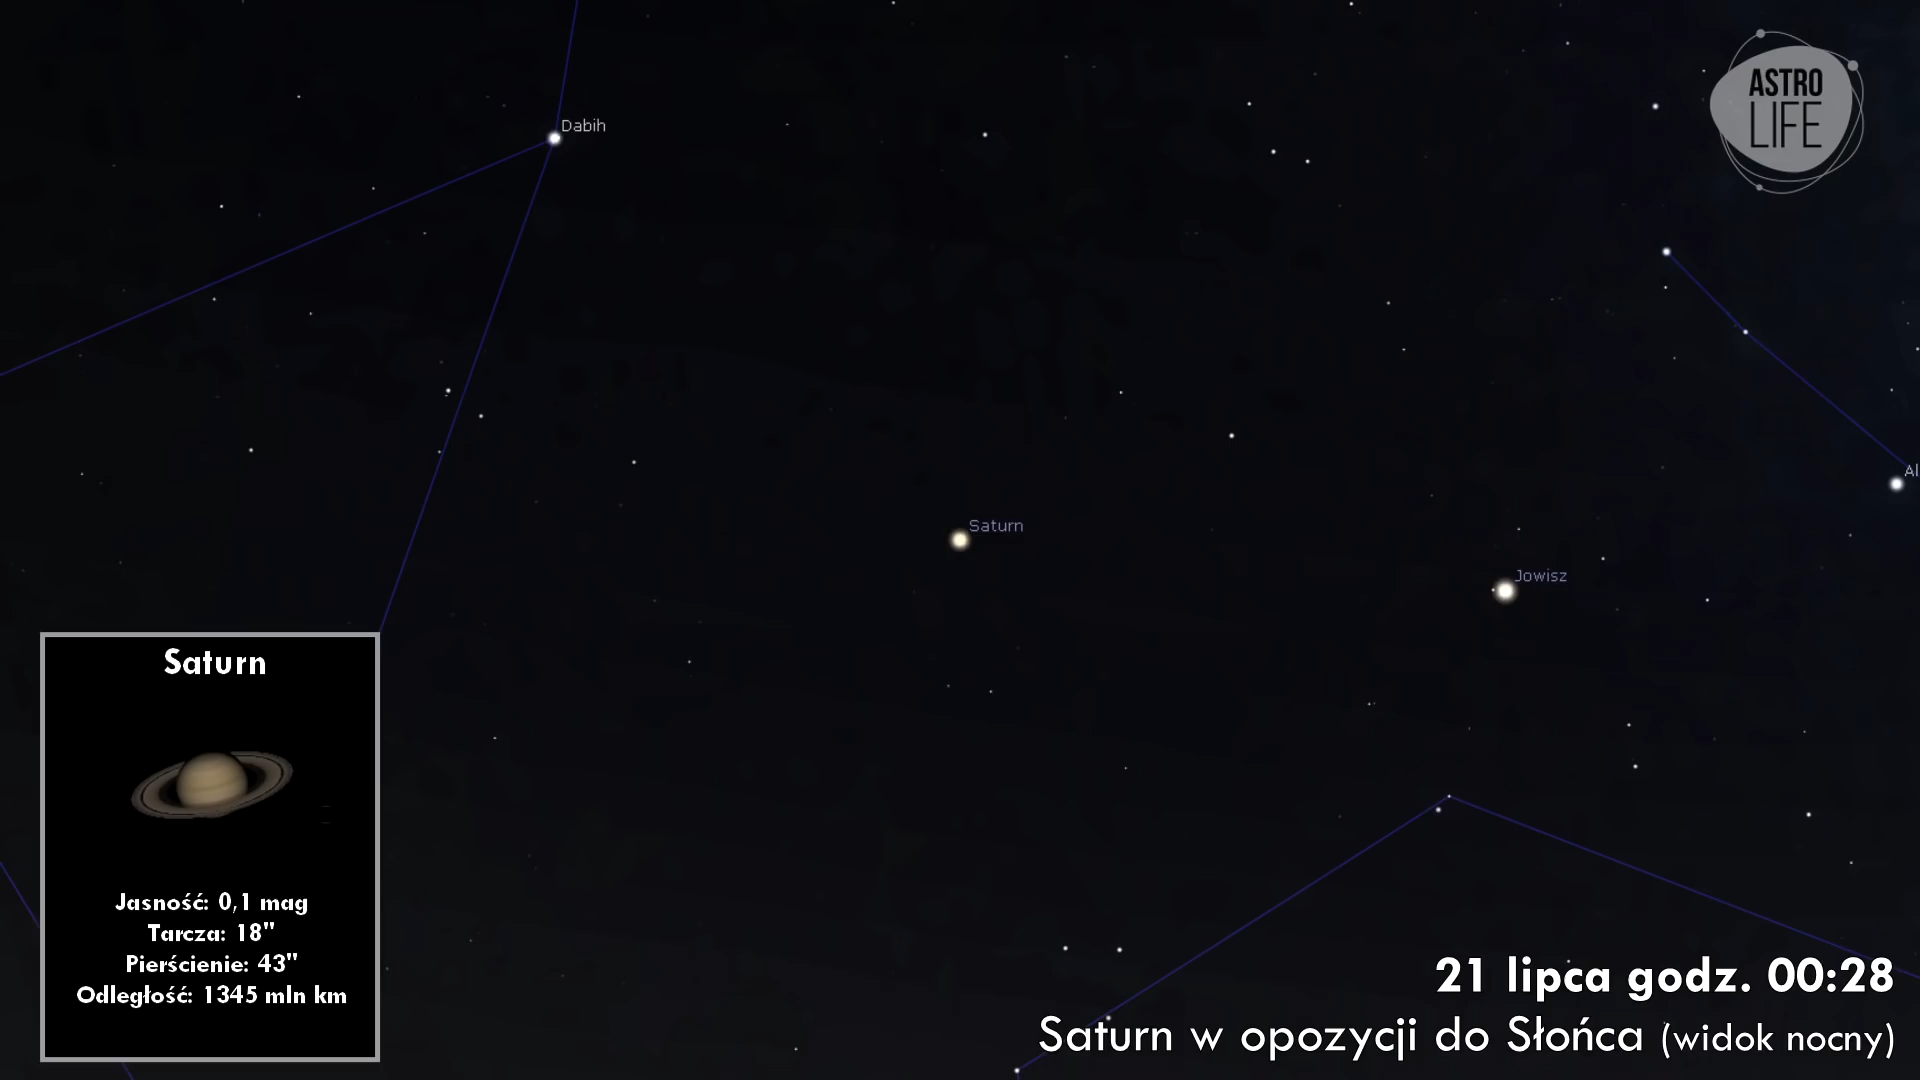 Dabih
ASTRO
LIFE
Al
Saturn
Jowisz
Saturn
Jasność: 0,1 mag
Tarcza: 18"
Pierścienie: 43"
Odległość: 1345 mln km
21 lipca godz. 00:28
Saturn w opozycji do Słońca (widok nocny)